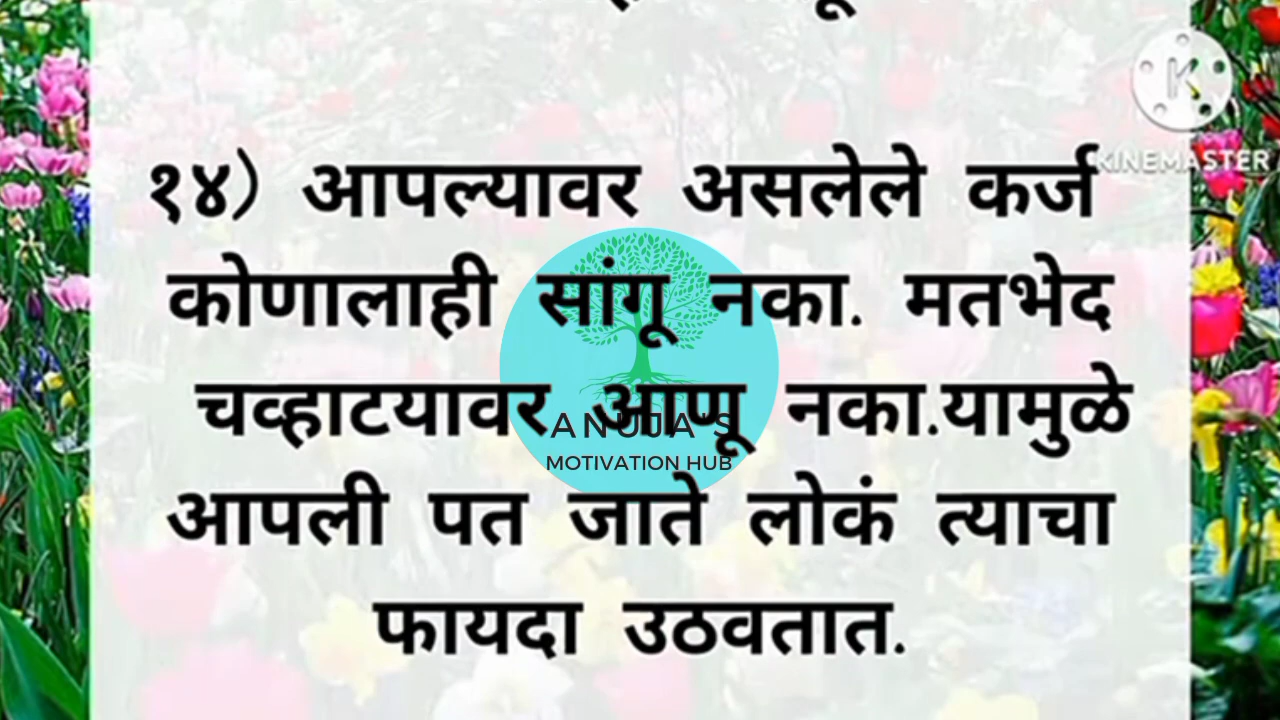 KINEMASTER
१४) आपल्यावर असलेले कर्ज
कोणालाही सांगू नका. मतभेद
चव्हाटयावर आणू नका.यामुळे
ANUJA'S
MOTIVATION HUB
आपली पत जाते लोकं त्याचा
फायदा उठवतात.